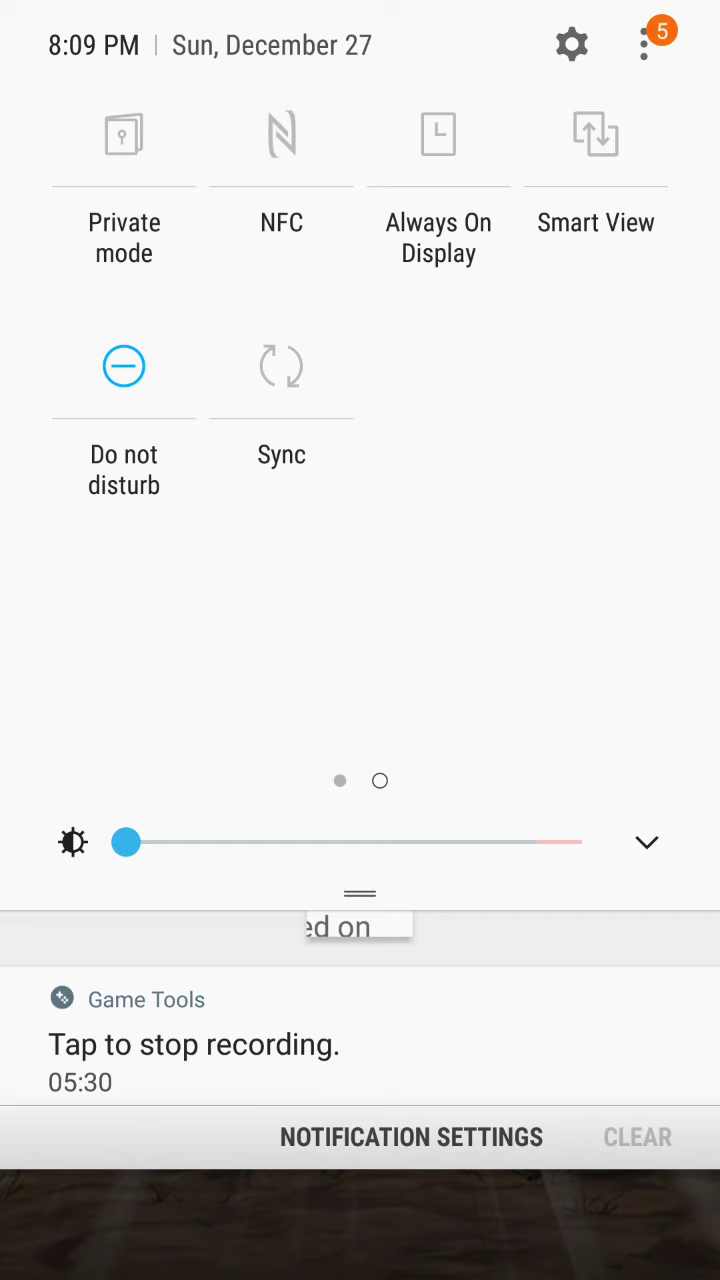 8:09 PM | Sun, December 27
5
Private mode
NFC
Always On Display
Smart View
Do not disturb
Sync
ed on
Game Tools
Tap to stop recording.
05:30
NOTIFICATION SETTINGS
CLEAR